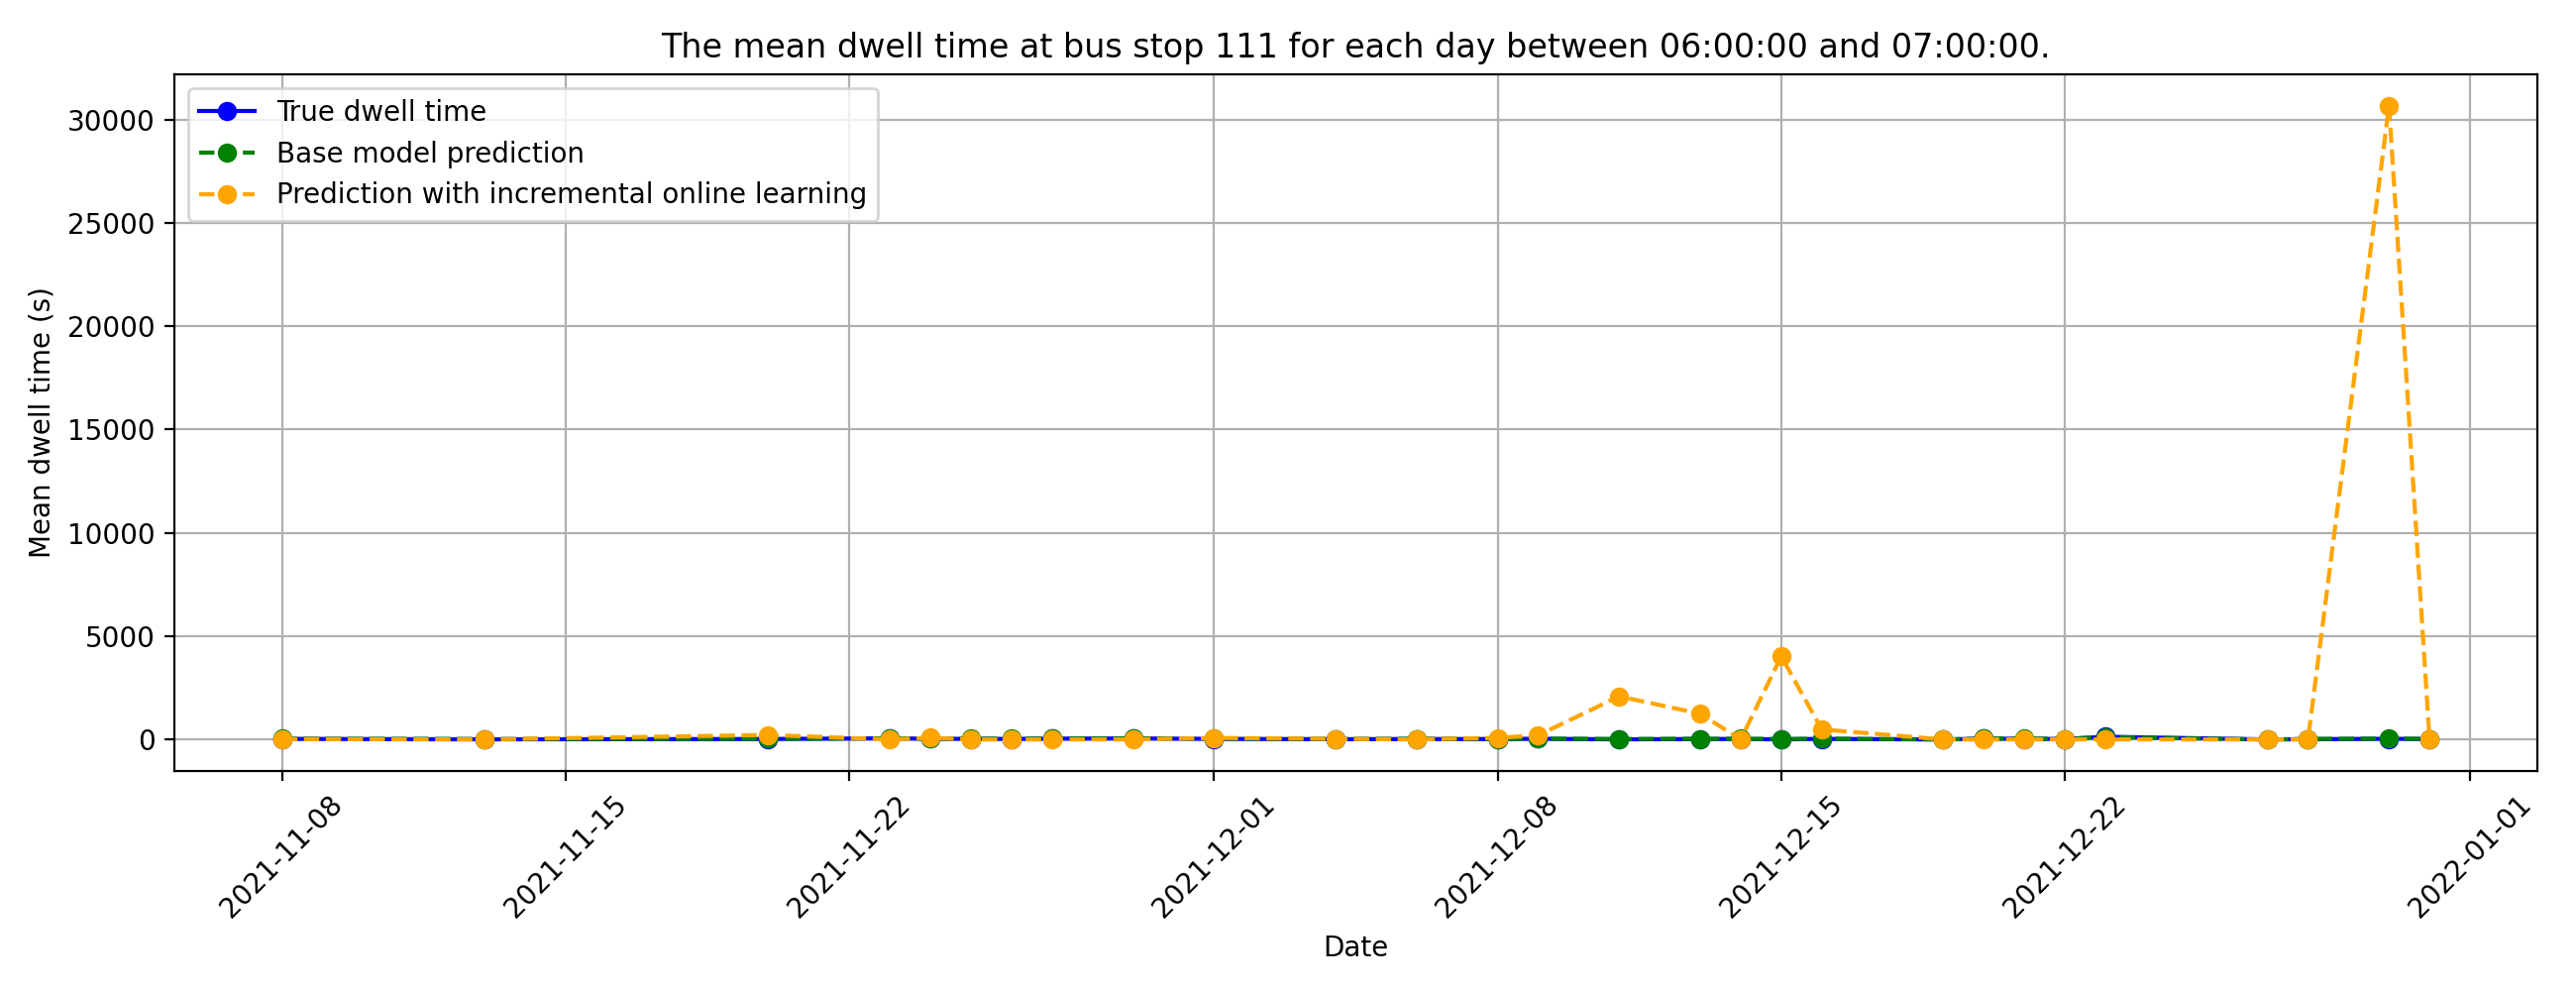 The mean dwell time at bus stop 111 for each day between 06:00:00 and 07:00:00.
True dwell time
Base model prediction
Prediction with incremental online learning
Mean dwell time (s)
30000
25000
20000
15000
10000
5000
0
2021-11-08
2021-11-15
2021-11-22
2021-12-01
2021-12-08
2021-12-15
2021-12-22
2022-01-01
Date